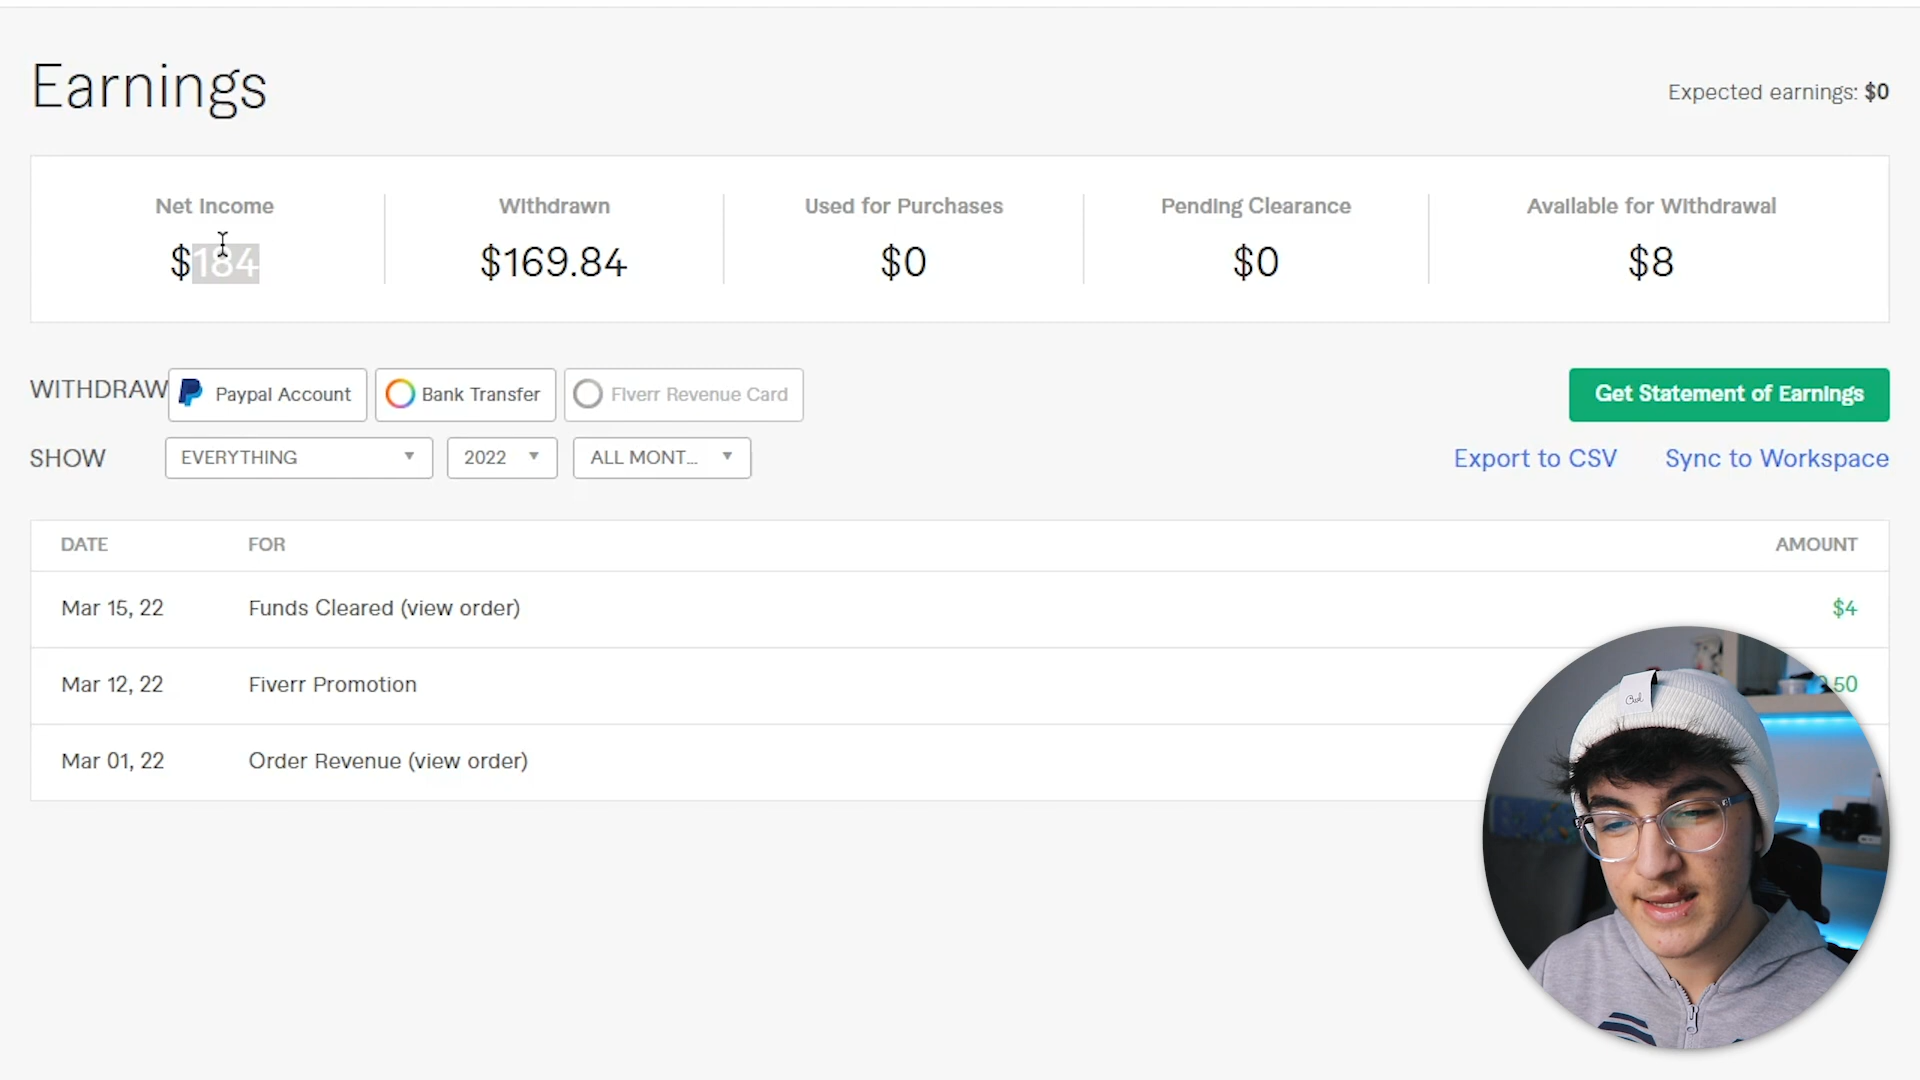 Earnings
Expected earnings: $0
Net Income
Withdrawn
Used for Purchases
Pending Clearance
Available for Withdrawal
$184
$169.84
$0
$0
$8
WITHDRAW
Paypal Account
Bank Transfer
Fiverr Revenue Card
Get Statement of Earnings
SHOW
EVERYTHING
2022
ALL MONT...
Export to CSV
Sync to Workspace
DATE
FOR
AMOUNT
Mar 15, 22
Funds Cleared (view order)
$4
Mar 12, 22
Fiverr Promotion
.50
Mar 01, 22
Order Revenue (view order)